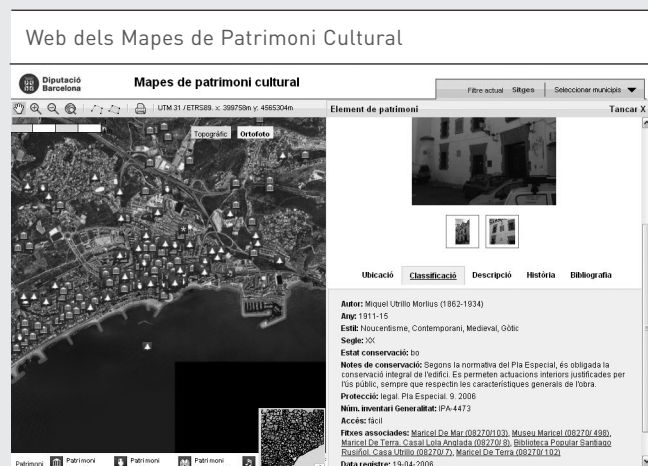 Web dels Mapes de Patrimoni Cultural
Diputació
Barcelona
Mapes de patrimoni cultural
Filtre actual Sitges
Seleccionar municipis
UTM 31 /ETRS89. x: 399758m y: 4565304m
Topogràfic
Ortofoto
Element de patrimoni
Tancar X
Ubicació Classificació Descripció Història Bibliografia
Autor: Miquel Utrillo Morlius (1862-1934)
Any: 1911-15
Estil: Noucentisme, Contemporani, Medieval, Gòtic
Segle: XX
Estat conservació: bo
Notes de conservació: Segons la normativa del Pla Especial, és obligada la
conservació integral de l'edifici. Es permeten actuacions interiors justificades per
l'ús públic, sempre que respectin les característiques generals de l'obra.
Protecció: legal. Pla Especial. 9. 2006
Núm. inventari Generalitat: IPA-4473
Accés: fàcil
Fitxes associades: Maricel De Mar (08270/103), Museu Maricel (08270/ 498),
Maricel De Terra. Casal Lola Anglada (08270/ 8), Biblioteca Popular Santiago
Rusiñol. Casa Utrillo (08270/ 7), Maricel De Terra (08270/ 102)
Data registre: 19-04-2006
Patrimoni Patrimoni Patrimoni Patrimoni